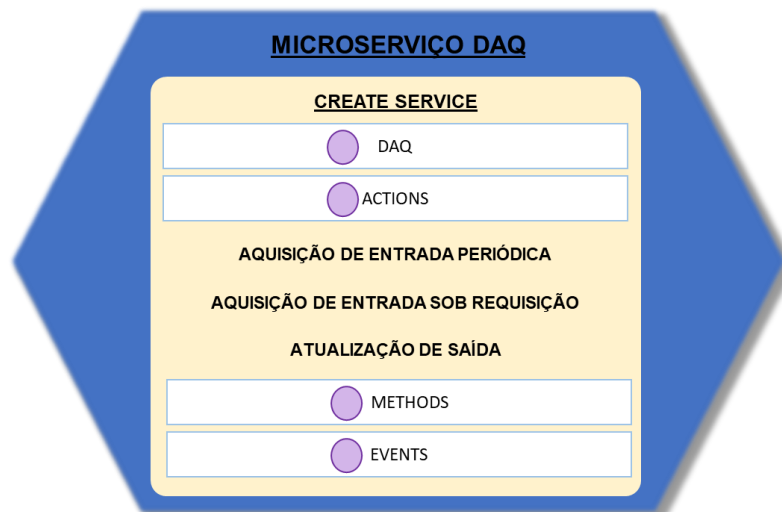 MICROSERVIÇO DAQ
CREATE SERVICE
DAQ
ACTIONS
AQUISIÇÃO DE ENTRADA PERIÓDICA
AQUISIÇÃO DE ENTRADA SOB REQUISIÇÃO
ATUALIZAÇÃO DE SAÍDA
METHODS
EVENTS